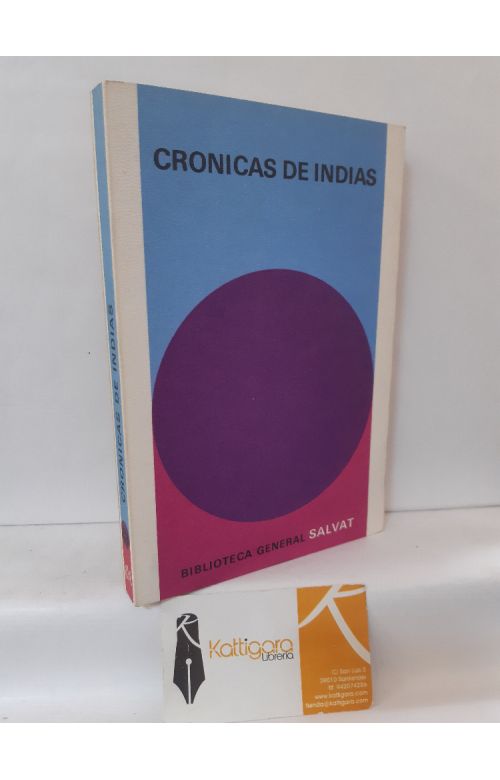 CRONICAS DE INDIAS
CRONICAS DE INDIAS
BIBLIOTECA GENERAL SALVAT
Kattigara
Librería
C/ San Luis 5
39010 Santander
www.kattigara.com
tienda@kattigara.com